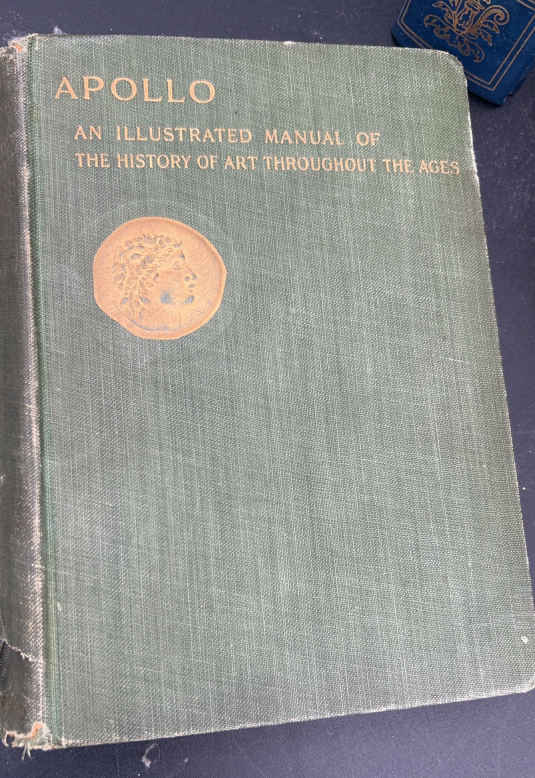 APOLLO
AN ILLUSTRATED MANUAL OF
THE HISTORY OF ART THROUGHOUT THE AGES